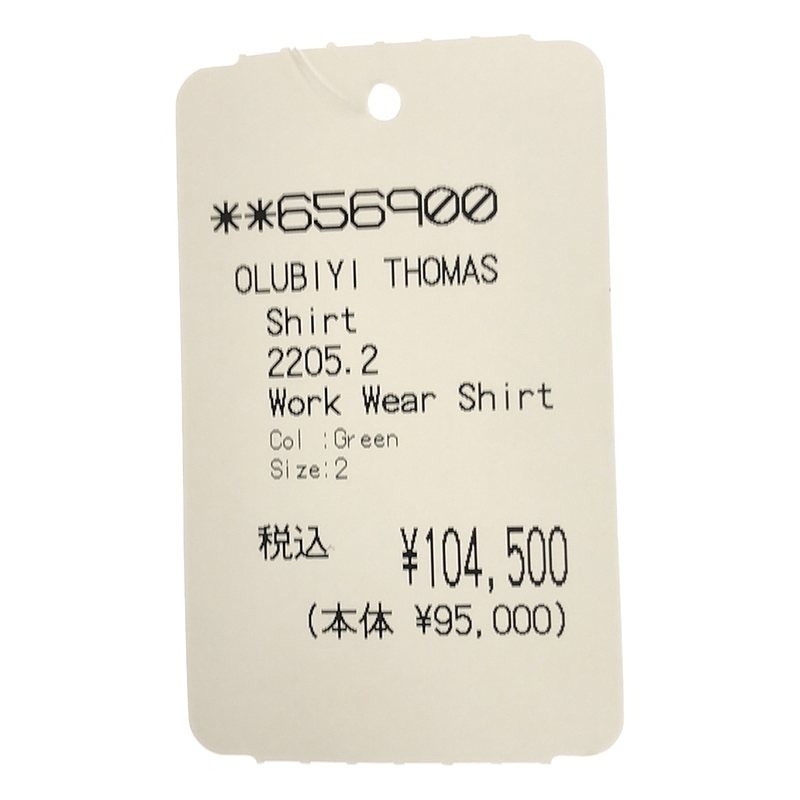 **656900
OLUBIYI THOMAS
Shirt
2205.2
Work Wear Shirt
Col :Green
Size:2
税込 ¥104,500
(本体 ¥95,000)